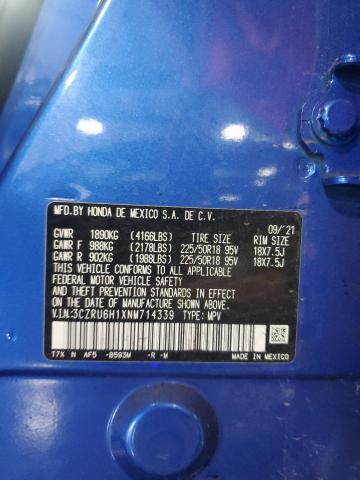 MFD.BY HONDA DE MEXICO S.A. DE C.V. 09/'21
GVWR 1890KG (4166LBS) TIRE SIZE RIM SIZE
GAWR F 988KG (2178LBS) 225/50R18 95V 18X7.5J
GAWR R 902KG (1988LBS) 225/50R18 95V 18X7.5J
THIS VEHICLE CONFORMS TO ALL APPLICABLE FEDERAL MOTOR
VEHICLE SAFETY AND THEFT PREVENTION STANDARDS IN EFFECT ON THE
DATE OF MANUFACTURE SHOWN ABOVE.
V.I.N:3CZRU6H1XNM714339 TYPE: MPV
T7X N AF5 -B593M -R -M MADE IN MEXICO